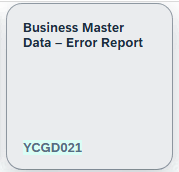 Business Master
Data – Error Report
YCGD021